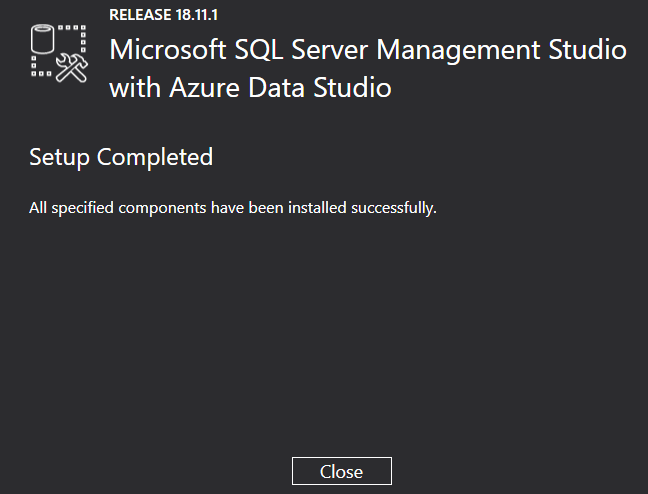 RELEASE 18.11.1
Microsoft SQL Server Management Studio
with Azure Data Studio
Setup Completed
All specified components have been installed successfully.
Close